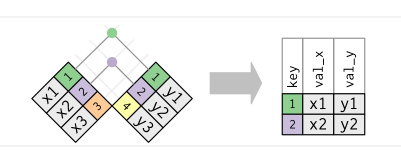 1 x1
2 x2
3 x3
1 y1
2 y2
4 y3
key val_x val_y
1 x1 y1
2 x2 y2